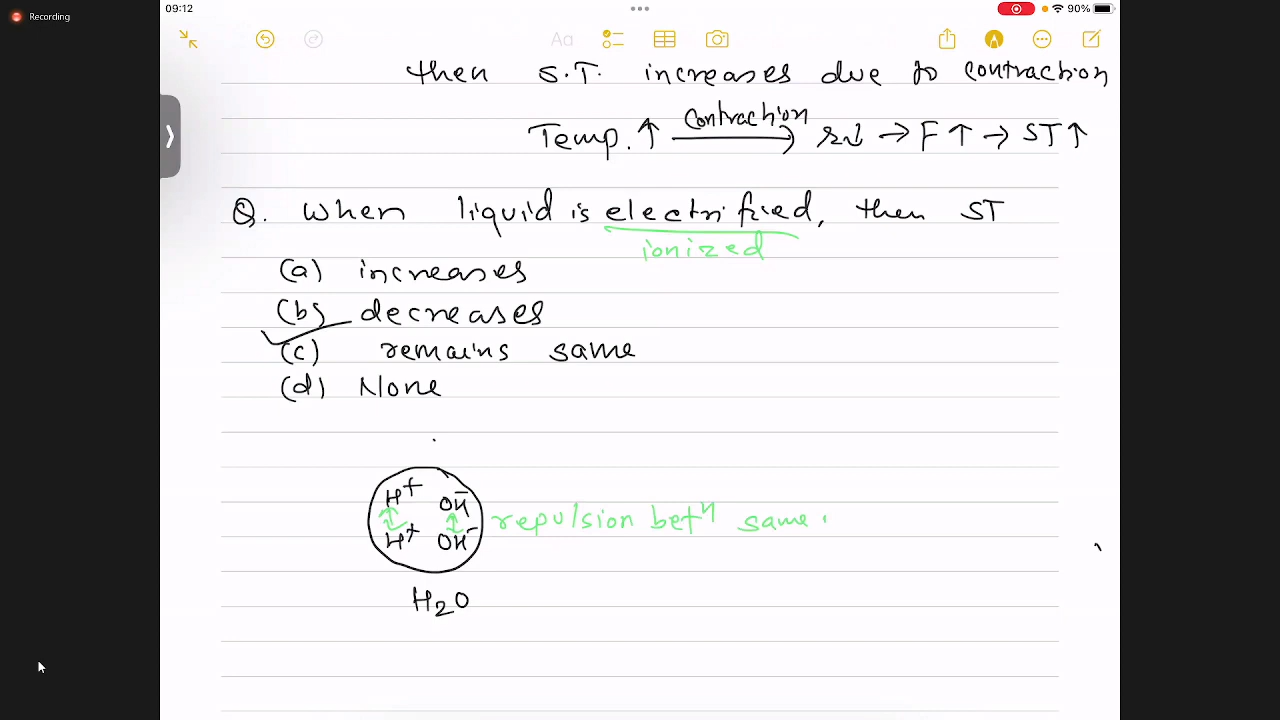 09:12
90%
Recording
Aa
then S.T. increases due to contraction
Temp. ↑ contraction → r↓ → F ↑ → ST ↑
Q. When liquid is electrified, then ST
ionized
(a) increases
(b) decreases
(c) remains same
(d) None
H+ OH-
H+ OH-
repulsion betn same
H2O